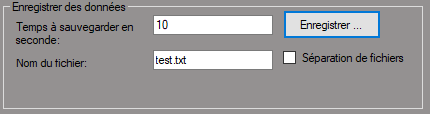 Enregistrer des données
Temps à sauvegarder en
seconde:
10
Enregistrer ...
Nom du fichier:
test.txt
Séparation de fichiers